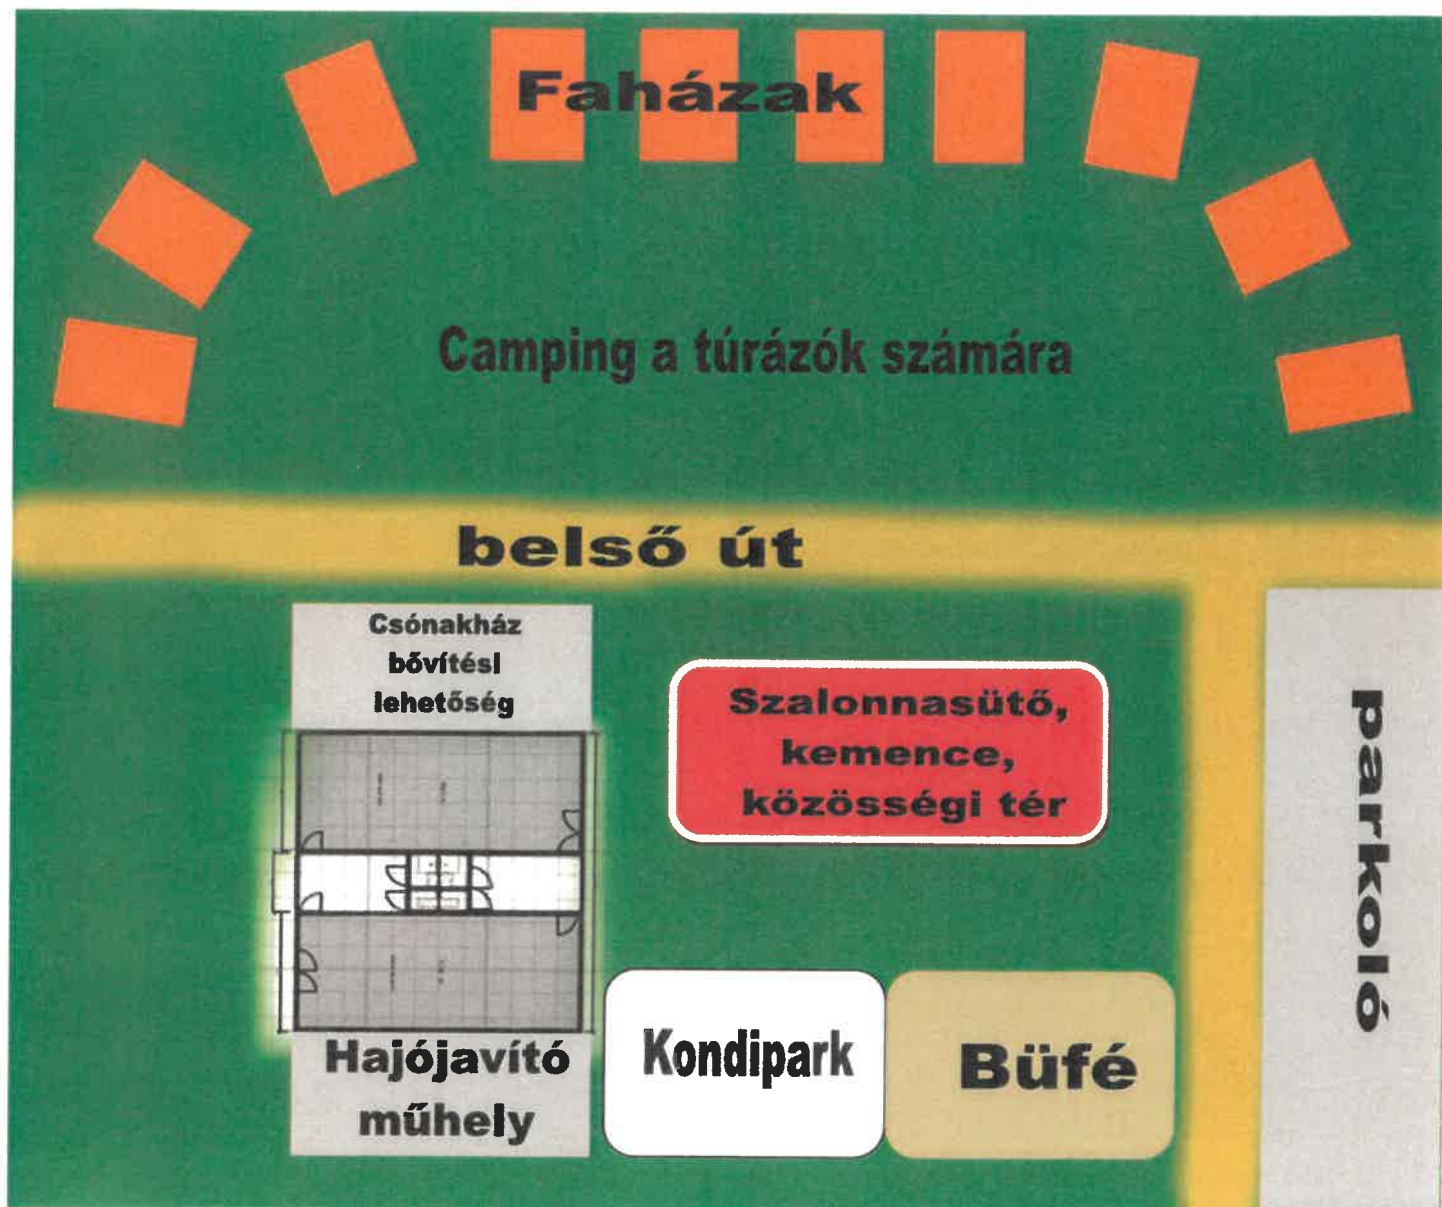 Faházak
Camping a túrázók számára
belső út
Csónakház
bővítési
lehetőség
Szalonnasütő,
kemence,
közösségi tér
parkoló
Hajójavító
műhely
Kondipark
Büfé